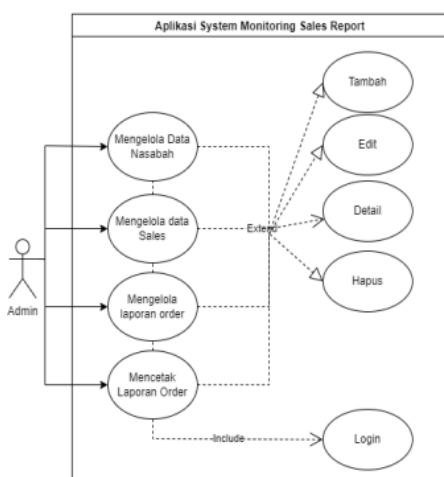 Aplikasi System Monitoring Sales Report
Tambah
Mengelola Data
Nasabah
Edit
Mengelola data
Sales
Extend
Detail
Hapus
Admin
Mengelola
laporan order
Mencetak
Laporan Order
Include
Login